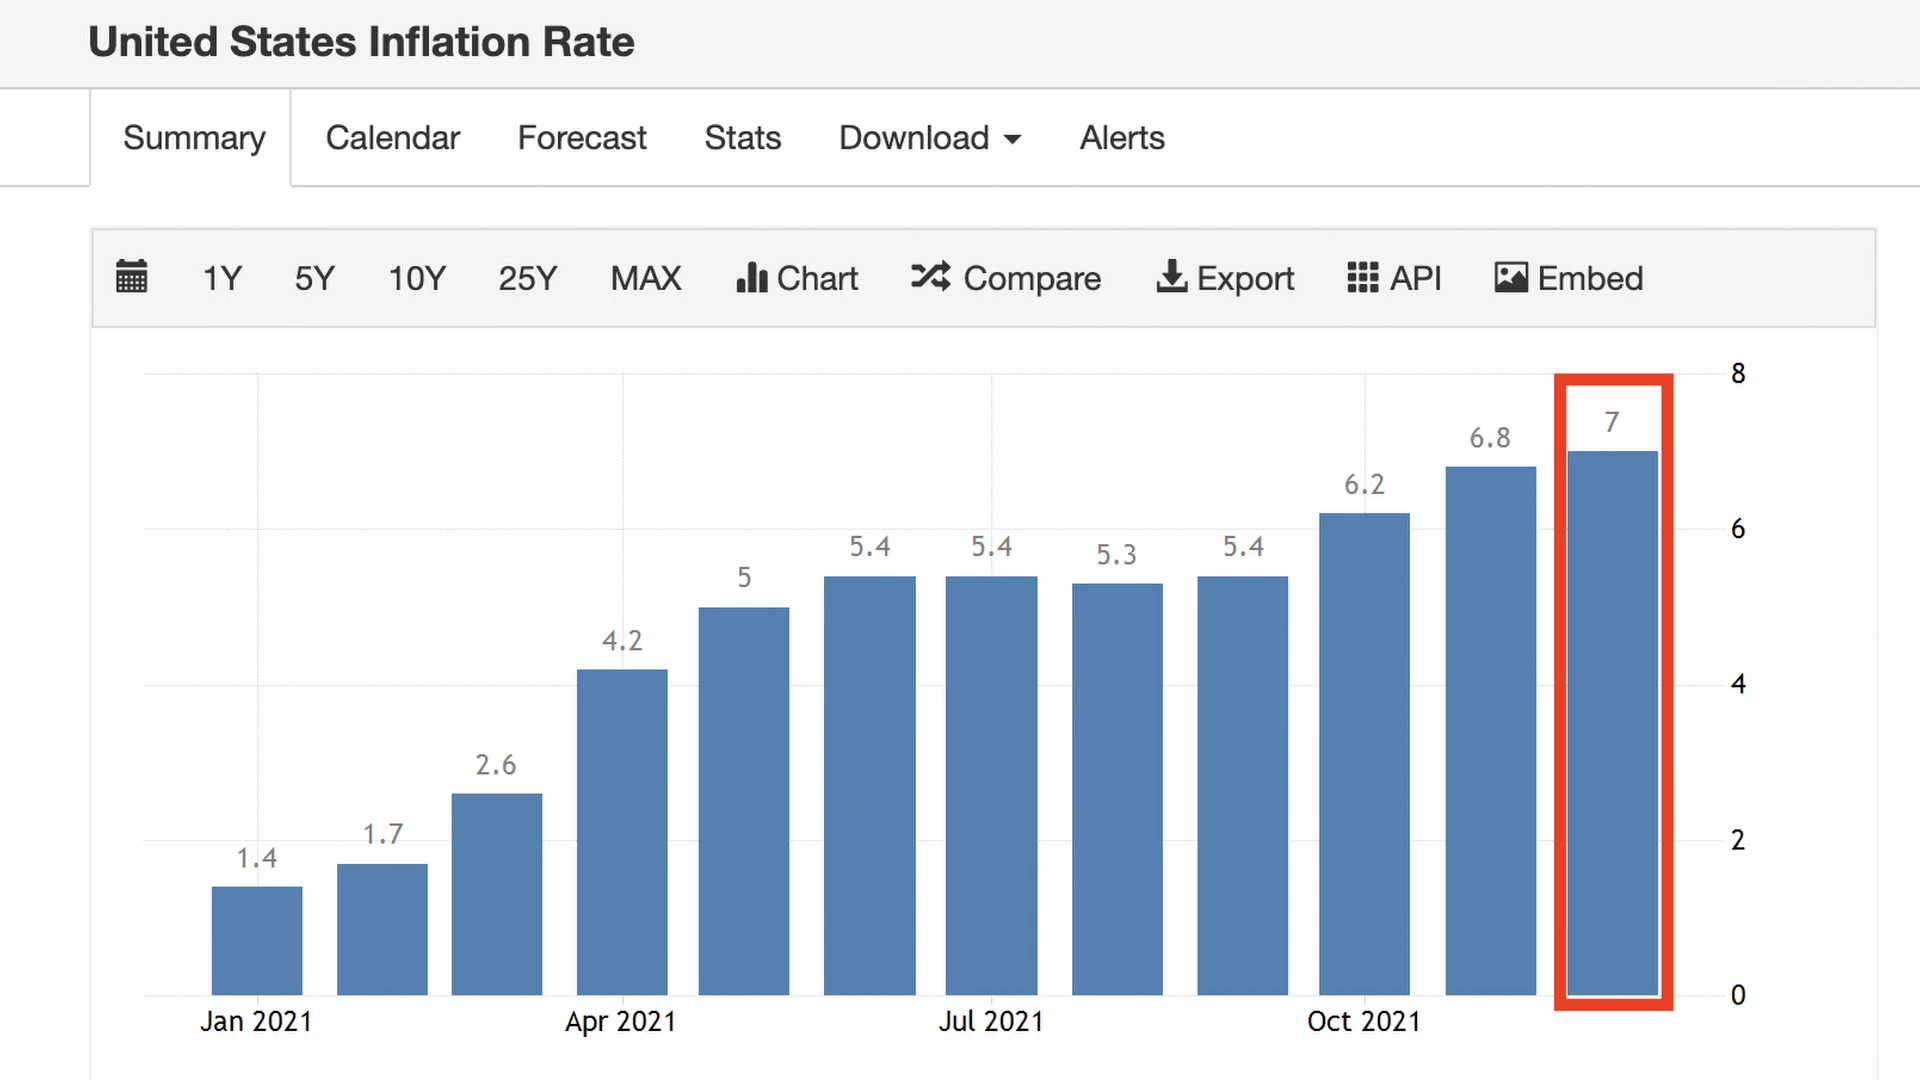 United States Inflation Rate
Summary Calendar Forecast Stats Download Alerts
1Y 5Y 10Y 25Y MAX Chart Compare Export API Embed
8
7
6.8
6.2
6
5.4 5.4 5.3 5.4
5
4.2
4
2.6
1.7
2
1.4
0
Jan 2021 Apr 2021 Jul 2021 Oct 2021